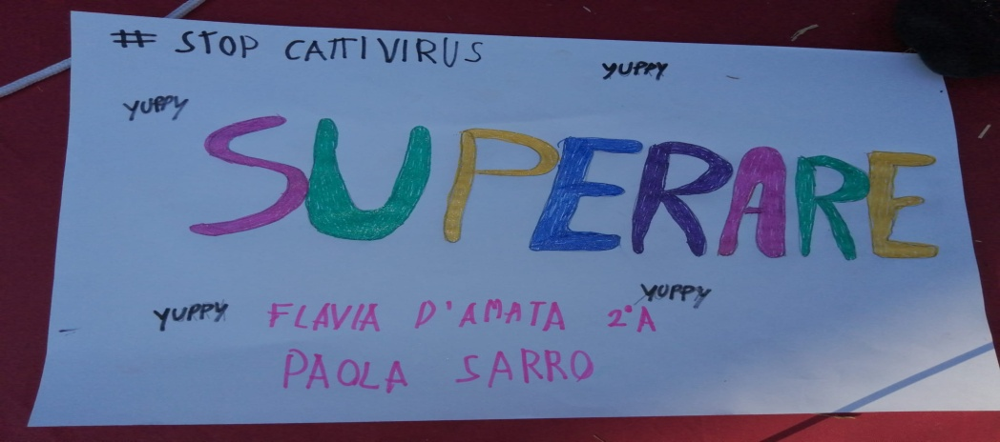 # STOP CATTIVIRUS
YUPPY
YUPPY
SUPERARE
YUPPY
YUPPY
FLAVIA D'AMATA 2°A
PAOLA SARRO